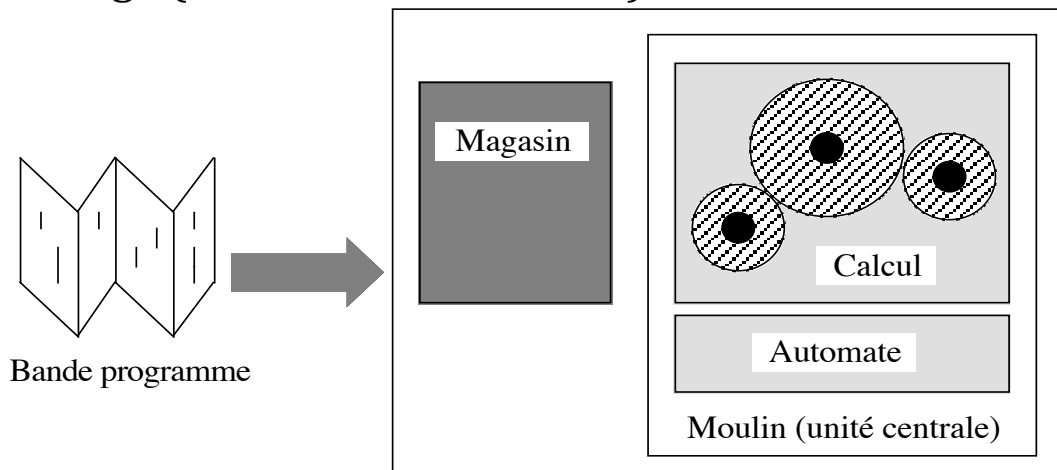 Magasin
Calcul
Bande programme
Automate
Moulin (unité centrale)